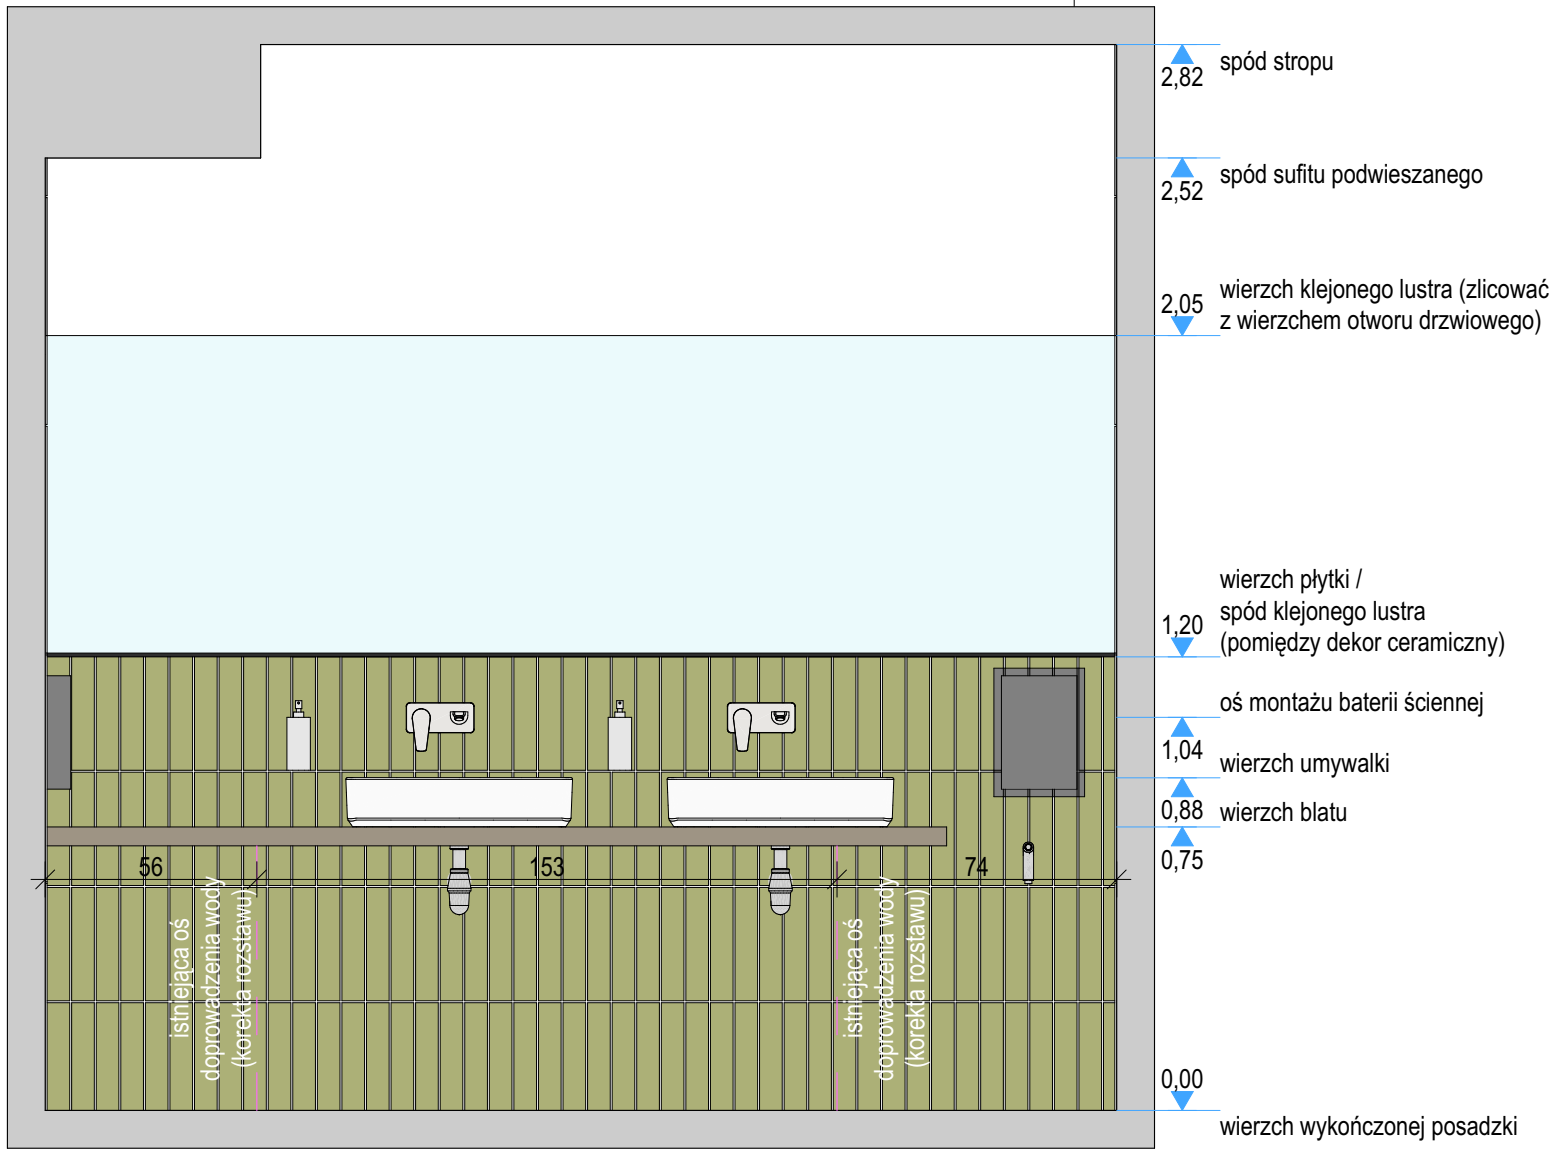 2,82
spód stropu
2,52
spód sufitu podwieszanego
2,05
wierzch klejonego lustra (zlicować
z wierzchem otworu drzwiowego)
1,20
wierzch płytki /
spód klejonego lustra
(pomiędzy dekor ceramiczny)
oś montażu baterii ściennej
1,04
wierzch umywalki
0,88
wierzch blatu
0,75
56
153
74
istniejąca oś
doprowadzenia wody
(korekta rozstawu)
istniejąca oś
doprowadzenia wody
(korekta rozstawu)
0,00
wierzch wykończonej posadzki